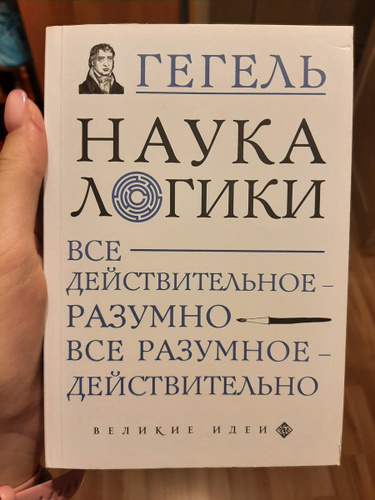 ГЕГЕЛЬ
НАУКА
ЛОГИКИ
ВСЕ
ДЕЙСТВИТЕЛЬНОЕ –
РАЗУМНО
ВСЕ РАЗУМНОЕ –
ДЕЙСТВИТЕЛЬНО
ВЕЛИКИЕ ИДЕИ